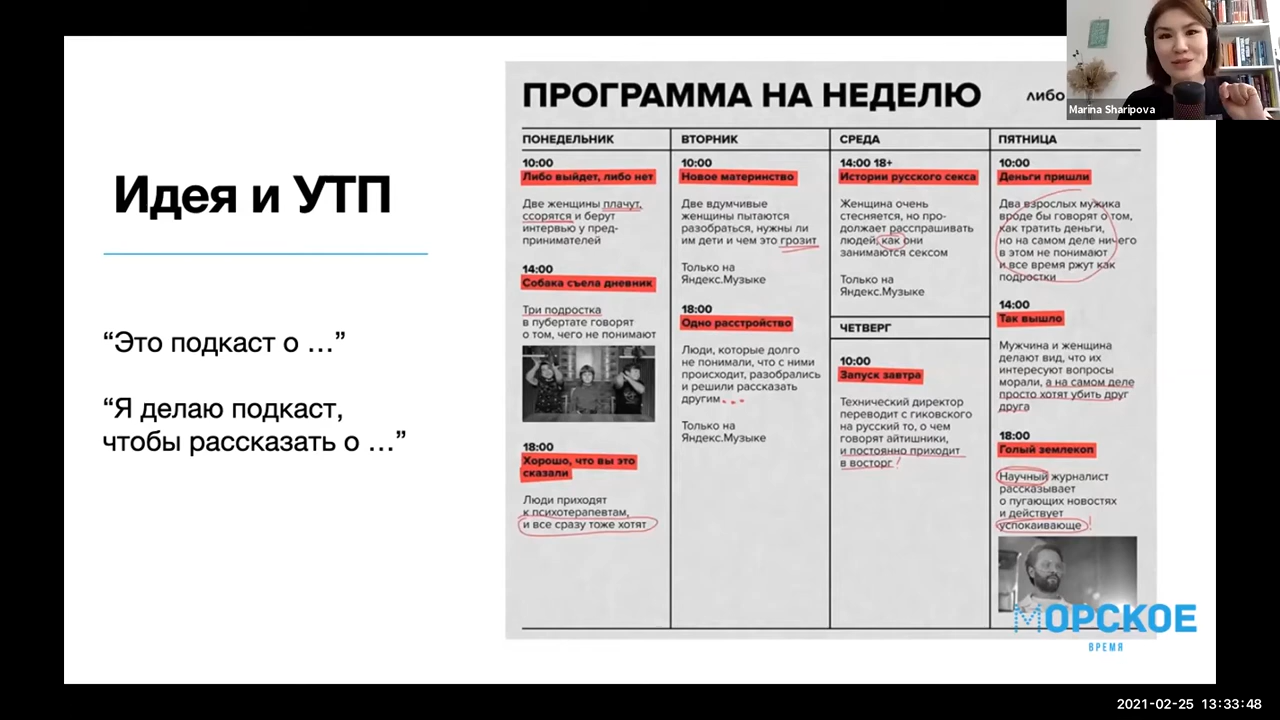 Marina Sharipova
Идея и УТП
“Это подкаст о ...”
“Я делаю подкаст,
чтобы рассказать о ...”
ПРОГРАММА НА НЕДЕЛЮ
либо
ПОНЕДЕЛЬНИК
10:00
Либо выйдет, либо нет
Две женщины плачут,
ссорятся и берут
интервью у пред-
принимателей
14:00
Собака съела дневник
Три подростка
в пубертате говорят
о том, чего не понимают
18:00
Хорошо, что вы это
сказали
Люди приходят
к психотерапевтам,
и все сразу тоже хотят
ВТОРНИК
10:00
Новое материнство
Две вдумчивые
женщины пытаются
разобраться, нужны ли
им дети и чем это грозит
Только на
Яндекс.Музыке
18:00
Одно расстройство
Люди, которые долго
не понимали, что с ними
происходит, разобрались
и решили рассказать
другим...
Только на
Яндекс.Музыке
СРЕДА
14:00 18+
Истории русского секса
Женщина очень
стесняется, но про-
должает расспрашивать
людей, как они
занимаются сексом
Только на
Яндекс.Музыке
ЧЕТВЕРГ
10:00
Запуск завтра
Технический директор
переводит с гиковского
на русский то, о чем
говорят айтишники,
и постоянно приходит
в восторг!
ПЯТНИЦА
10:00
Деньги пришли
Два взрослых мужика
вроде бы говорят о том,
как тратить деньги,
но на самом деле ничего
в этом не понимают
и все время ржут как
подростки
14:00
Так вышло
Мужчина и женщина
делают вид, что их
интересуют вопросы
морали, а на самом деле
просто хотят убить друг
друга
18:00
Голый землекоп
Научный журналист
рассказывает
о пугающих новостях
и действует
успокаивающе!
МОРСКОЕ
ВРЕМЯ
2021-02-25 13:33:48